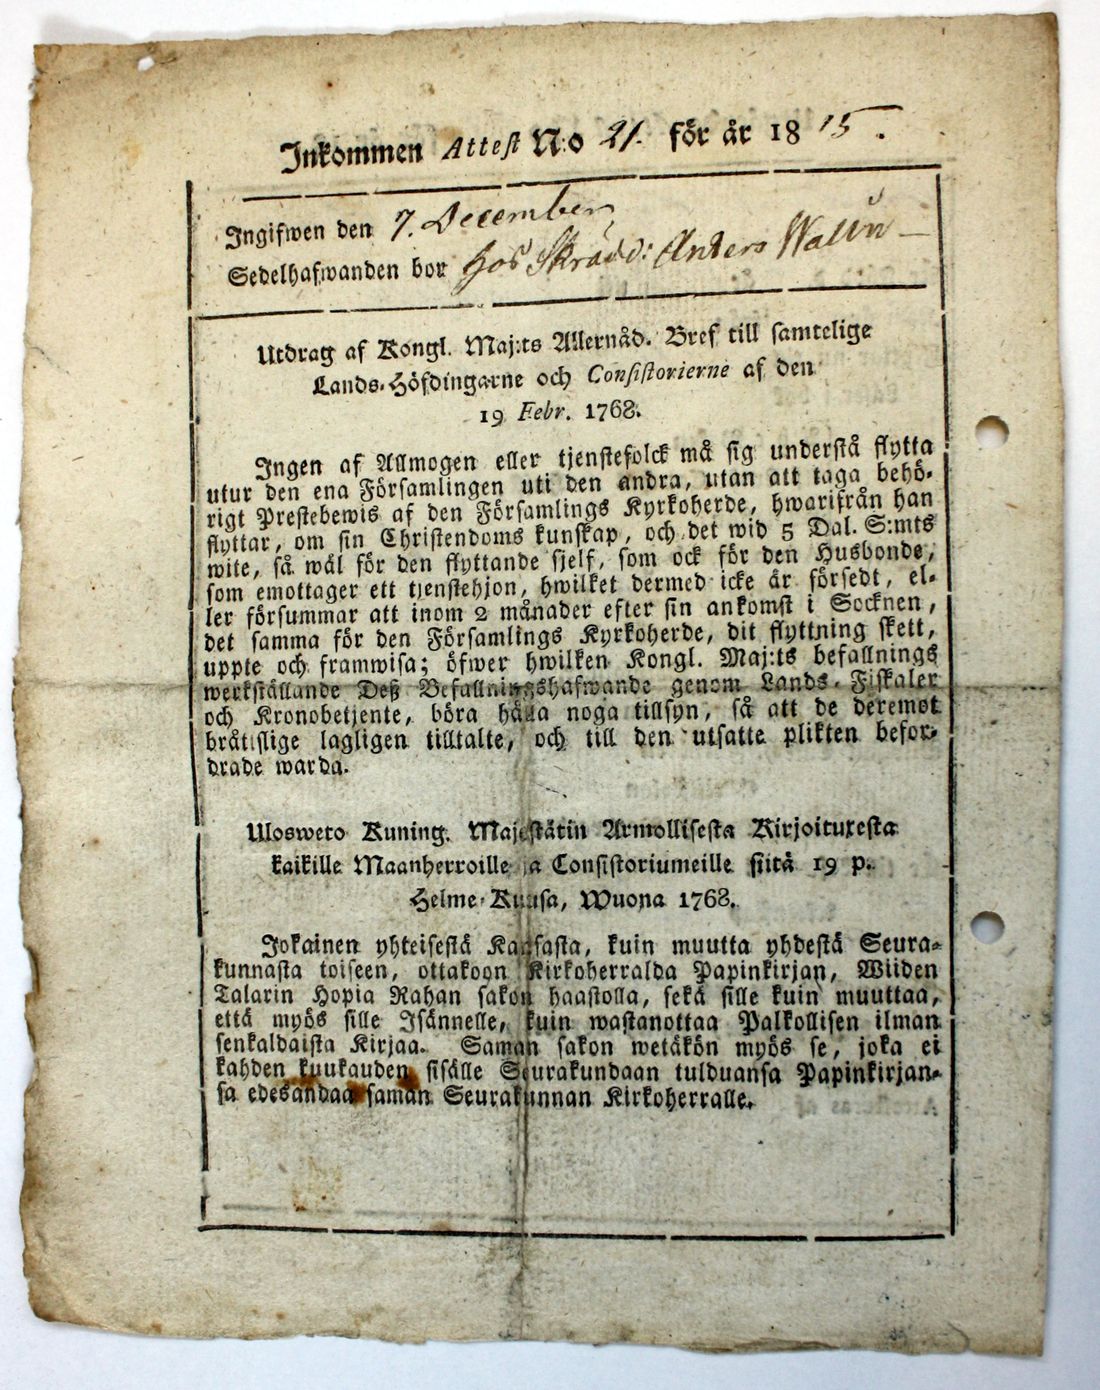 Inkommen Attest N:o 21. för år 1815.
Ingifwen den 7. December
Sedelhafwanden bor hos Skrädd: Anders Walin
Utdrag af Kongl. Maj:ts Allernåd. Bref till samtelige
Lands-Höfdingarne och Consistorierne af den
19 Febr. 1768.
Ingen af Allmogen eller tjenstefolck må sig understå flytta
utur den ena Församlingen uti den andra, utan att taga behö-
rigt Prestebewis af den Församlings Kyrkoherde, hwarifrån han
flyttar, om sin Christendoms kunskap, och det wid 5 Dal. S:mts
wite, så wäl för den flyttande sjelf, som ock för den Husbonde,
som emottager ett tjenstehjon, hwilket dermed icke är försedt, el-
ler försummar att inom 2 månader efter sin ankomst i Socknen,
det samma för den Församlings Kyrkoherde, dit flyttning skett,
uppte och framwisa; öfwer hwilken Kongl. Maj:ts befallnings
werkställande Deß Befallningshafwande genom Lands-Fiskaler
och Kronobetjente, böra hålla noga tillsyn, så att de deremot
bråtslige lagligen tilltalte, och till den utsatte plikten befor-
drade warda.
Ulosweto Kuning. Majestätin Armollisesta Kirjoituxesta
kaikille Maanherroille ja Consistoriumeille siitä 19 p.
Helme-Kuusa, Wuona 1768.
Jokainen yhteisestä Kansasta, kuin muutta yhdestä Seura-
kunnasta toiseen, ottakoon Kirkoherralda Papinkirjan, Wiiden
Talarin Hopia Rahan sakon haastolla, sekä sille kuin muuttaa,
että myös sille Isännelle, kuin wastanottaa Palkollisen ilman
senkaldaista Kirjaa. Saman sakon wetäkön myös se, joka ei
kahden kuukauden sisälle Seurakundaan tulduansa Papinkirjan-
sa edesandaa saman Seurakunnan Kirkoherralle.